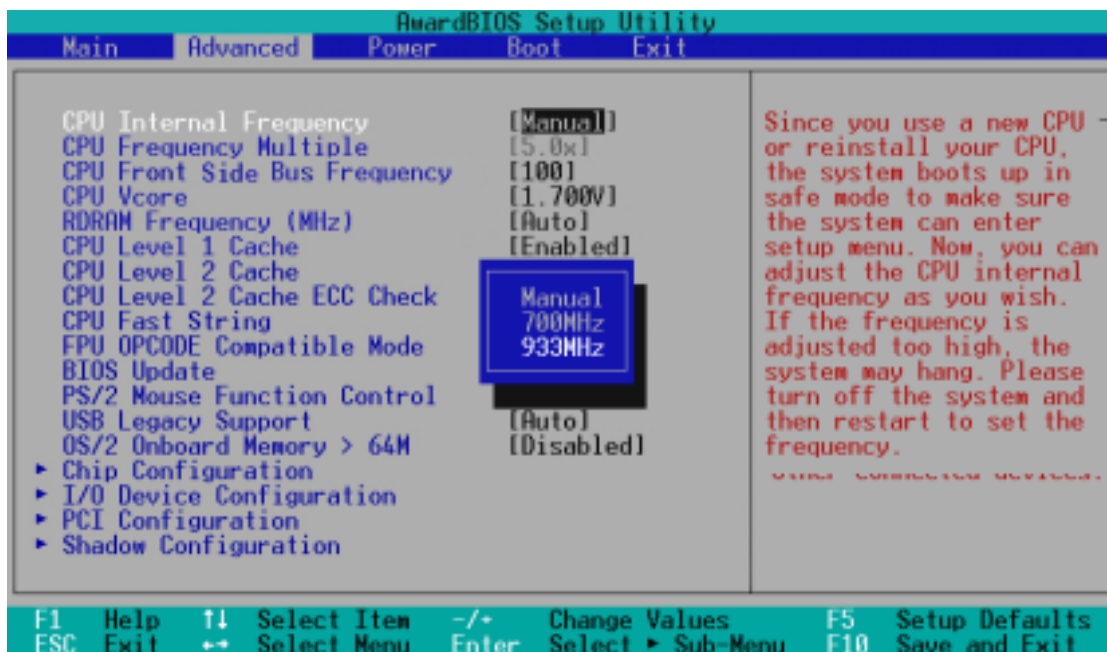 AwardBIOS Setup Utility
Main Advanced Power Boot Exit
CPU Internal Frequency [Manual]
CPU Frequency Multiple [5.0x]
CPU Front Side Bus Frequency [100]
CPU Vcore [1.700V]
RDRAM Frequency (MHz) [Auto]
CPU Level 1 Cache [Enabled]
CPU Level 2 Cache
CPU Level 2 Cache ECC Check
CPU Fast String
FPU OPCODE Compatible Mode
BIOS Update
PS/2 Mouse Function Control
USB Legacy Support [Auto]
OS/2 Onboard Memory > 64M [Disabled]
▸ Chip Configuration
▸ I/O Device Configuration
▸ PCI Configuration
▸ Shadow Configuration
Manual
700MHz
933MHz
Since you use a new CPU
or reinstall your CPU,
the system boots up in
safe mode to make sure
the system can enter
setup menu. Now, you can
adjust the CPU internal
frequency as you wish.
If the frequency is
adjusted too high, the
system may hang. Please
turn off the system and
then restart to set the
frequency.
other connected devices.
F1 Help ↑↓ Select Item -/+ Change Values F5 Setup Defaults
ESC Exit ←→ Select Menu Enter Select ▸ Sub-Menu F10 Save and Exit